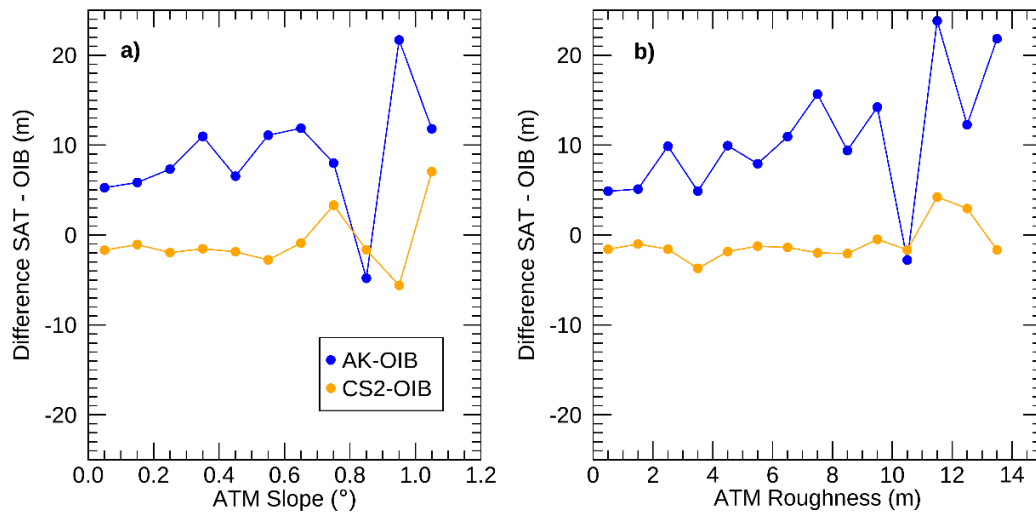 a)
Difference SAT - OIB (m)
20
10
0
-10
-20
AK-OIB
CS2-OIB
0.0 0.2 0.4 0.6 0.8 1.0 1.2
ATM Slope (°)
b)
Difference SAT - OIB (m)
20
10
0
-10
-20
0 2 4 6 8 10 12 14
ATM Roughness (m)